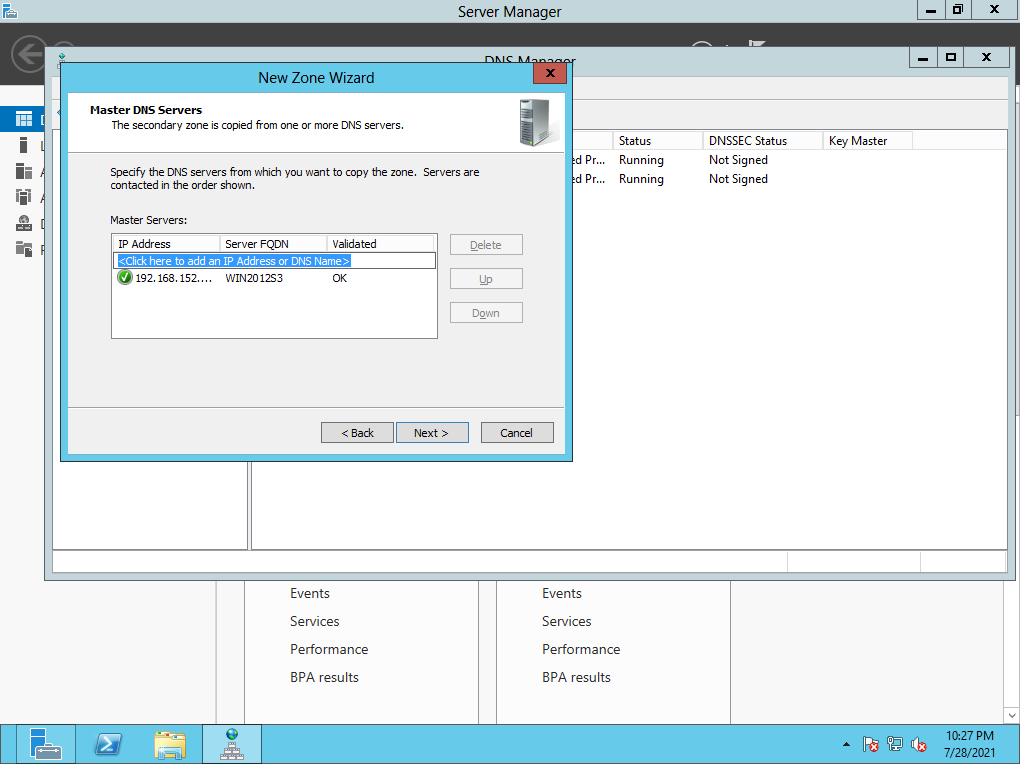 Server Manager
DNS Manager
New Zone Wizard
Master DNS Servers
The secondary zone is copied from one or more DNS servers.
Status
DNSSEC Status
Key Master
ed Pr...
Running
Not Signed
ed Pr...
Running
Not Signed
Specify the DNS servers from which you want to copy the zone. Servers are
contacted in the order shown.
Master Servers:
IP Address
Server FQDN
Validated
<Click here to add an IP Address or DNS Name>
192.168.152....
WIN2012S3
OK
Delete
Up
Down
< Back
Next >
Cancel
Events
Events
Services
Services
Performance
Performance
BPA results
BPA results
10:27 PM
7/28/2021